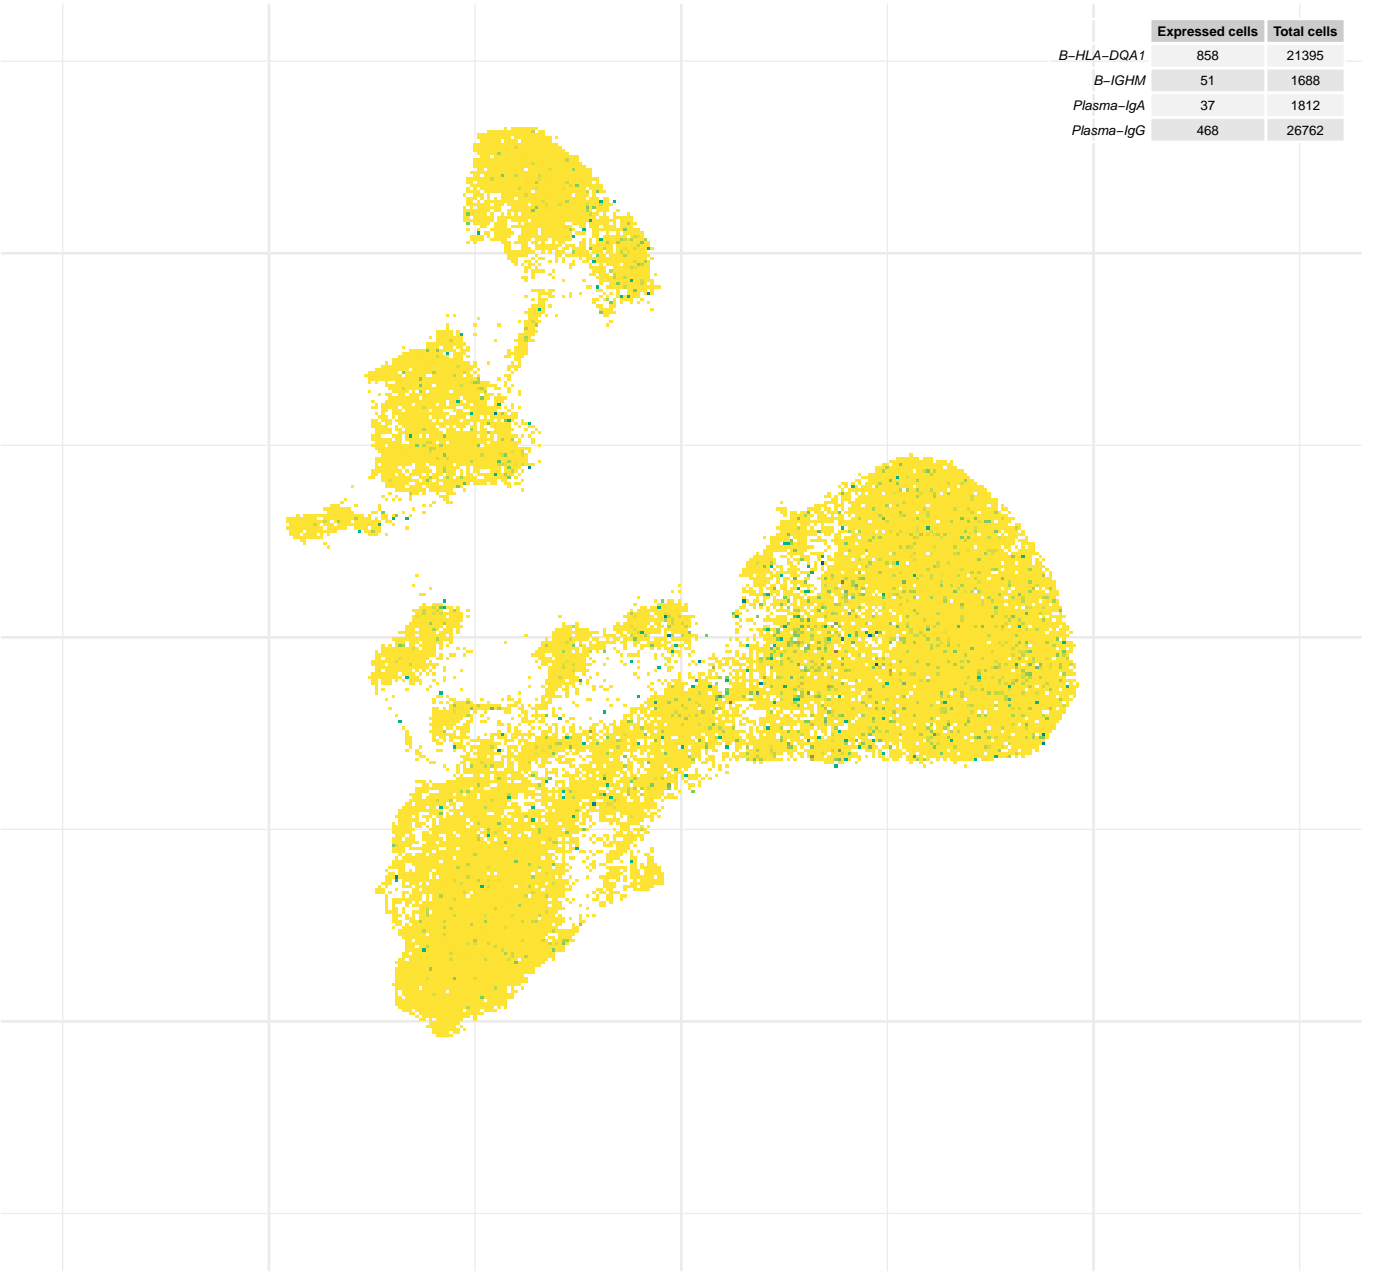 Expressed cells Total cells
B−HLA−DQA1 858 21395
B−IGHM 51 1688
Plasma−IgA 37 1812
Plasma−IgG 468 26762